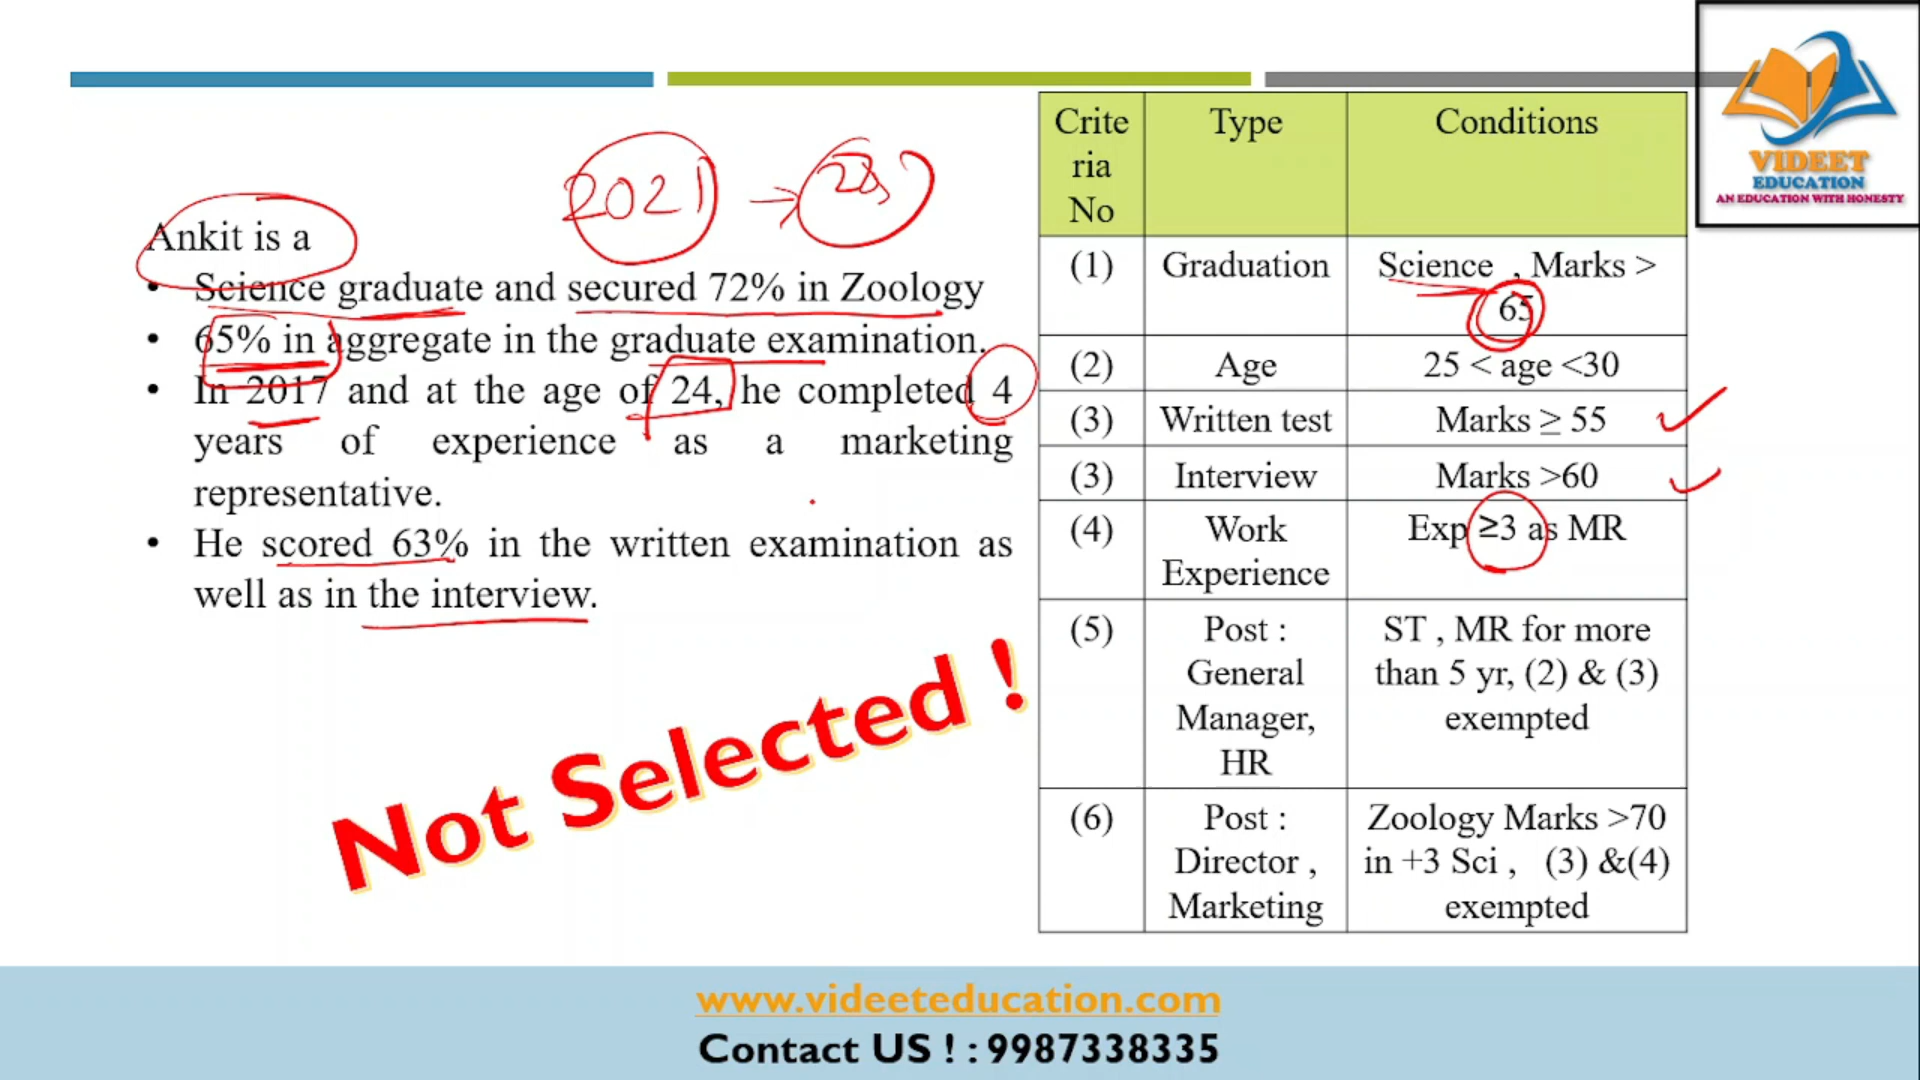 2021 → 28
Ankit is a
• Science graduate and secured 72% in Zoology
• 65% in aggregate in the graduate examination.
• In 2017 and at the age of 24, he completed 4
years of experience as a marketing
representative.
• He scored 63% in the written examination as
well as in the interview.
Not Selected !
Crite
ria
No
Type
Conditions
(1)
Graduation
Science , Marks >
65
(2)
Age
25 < age <30
(3)
Written test
Marks ≥ 55
(3)
Interview
Marks >60
(4)
Work
Experience
Exp ≥3 as MR
(5)
Post :
General
Manager,
HR
ST , MR for more
than 5 yr, (2) & (3)
exempted
(6)
Post :
Director ,
Marketing
Zoology Marks >70
in +3 Sci , (3) &(4)
exempted
VIDEET
EDUCATION
AN EDUCATION WITH HONESTY
www.videeteducation.com
Contact US ! : 9987338335